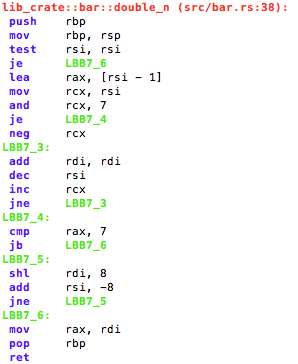 lib_crate::bar::double_n (src/bar.rs:38):
push rbp
mov rbp, rsp
test rsi, rsi
je LBB7_6
lea rax, [rsi - 1]
mov rcx, rsi
and rcx, 7
je LBB7_4
neg rcx
LBB7_3:
add rdi, rdi
dec rsi
inc rcx
jne LBB7_3
LBB7_4:
cmp rax, 7
jb LBB7_6
LBB7_5:
shl rdi, 8
add rsi, -8
jne LBB7_5
LBB7_6:
mov rax, rdi
pop rbp
ret